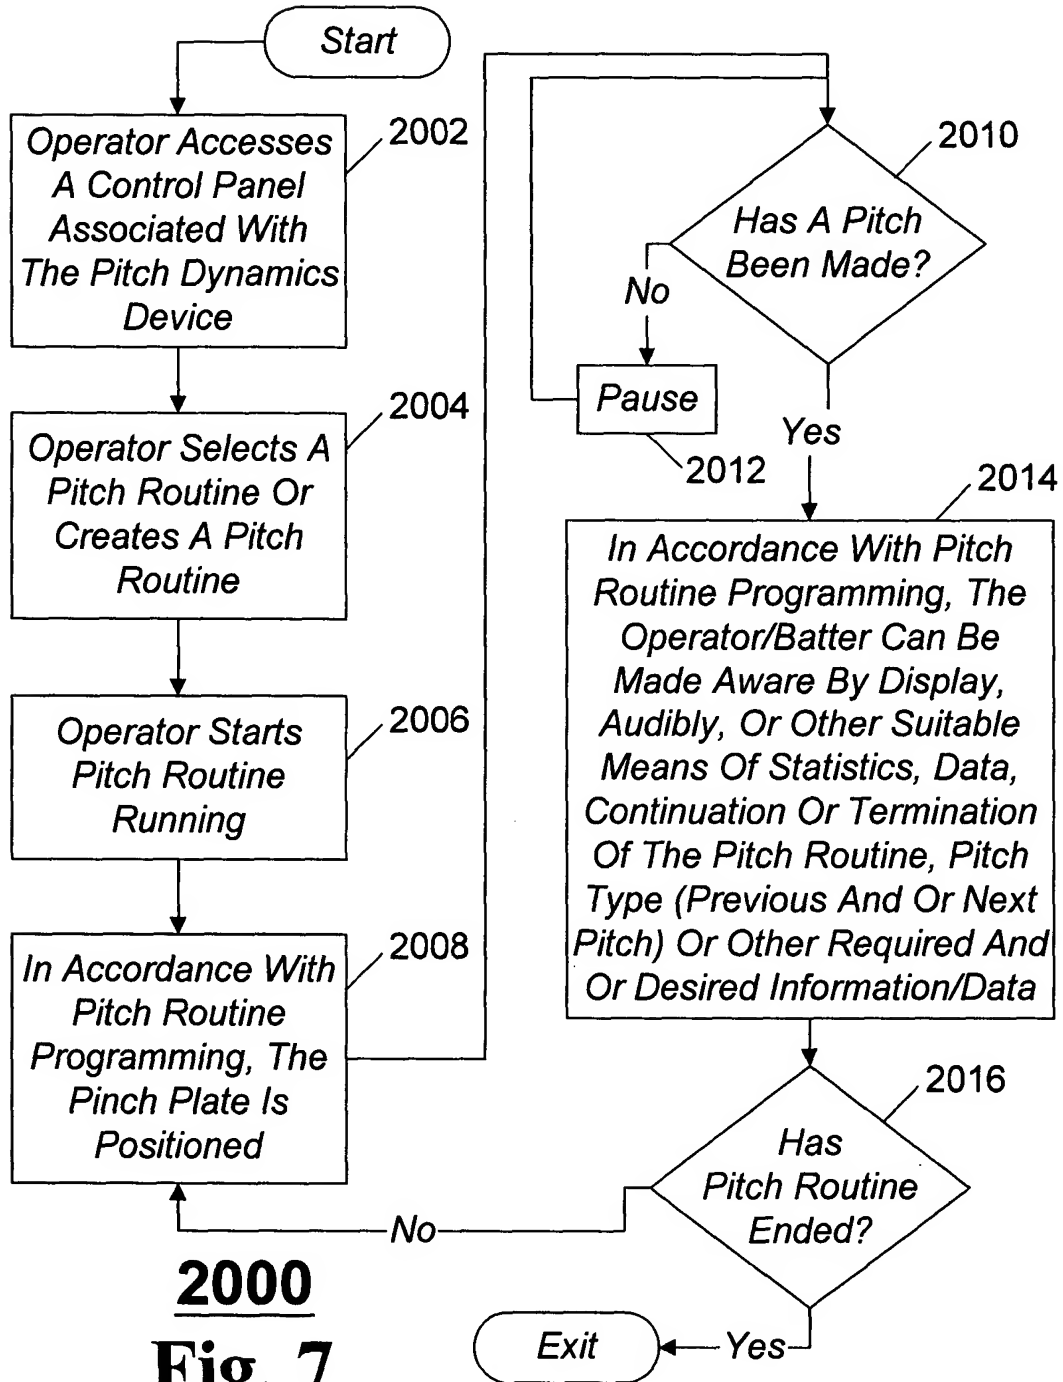 Start
Operator Accesses
A Control Panel
Associated With
The Pitch Dynamics
Device
2002
Operator Selects A
Pitch Routine Or
Creates A Pitch
Routine
2004
Operator Starts
Pitch Routine
Running
2006
In Accordance With
Pitch Routine
Programming, The
Pinch Plate Is
Positioned
2008
Has A Pitch
Been Made?
2010
No
Pause
2012
Yes
2014
In Accordance With Pitch
Routine Programming, The
Operator/Batter Can Be
Made Aware By Display,
Audibly, Or Other Suitable
Means Of Statistics, Data,
Continuation Or Termination
Of The Pitch Routine, Pitch
Type (Previous And Or Next
Pitch) Or Other Required And
Or Desired Information/Data
2016
Has
Pitch Routine
Ended?
No
Yes
Exit
2000
Fig. 7